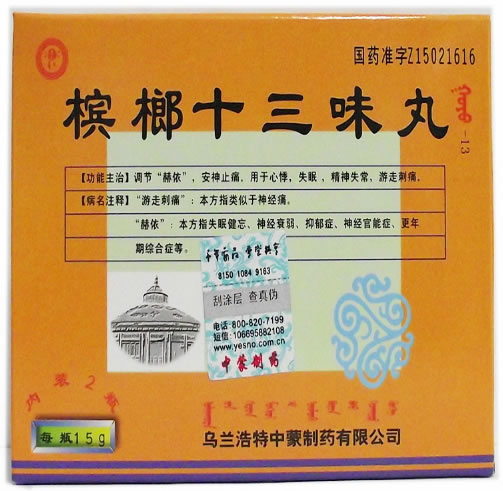 国药准字Z15021616
槟榔十三味丸
-13
【功能主治】调节“赫依”，安神止痛。用于心悸，失眠，精神失常，游走刺痛。
【病名注释】“游走刺痛”：本方指类似于神经痛。
“赫依”：本方指失眠健忘、神经衰弱、抑郁症、神经官能症、更年
期综合症等。
8150 1084 9163
刮涂层 查真伪
电话:800-820-7199
短信:106695882108
www.yesno.com.cn
中蒙制药
内装2瓶
每瓶15g
乌兰浩特中蒙制药有限公司